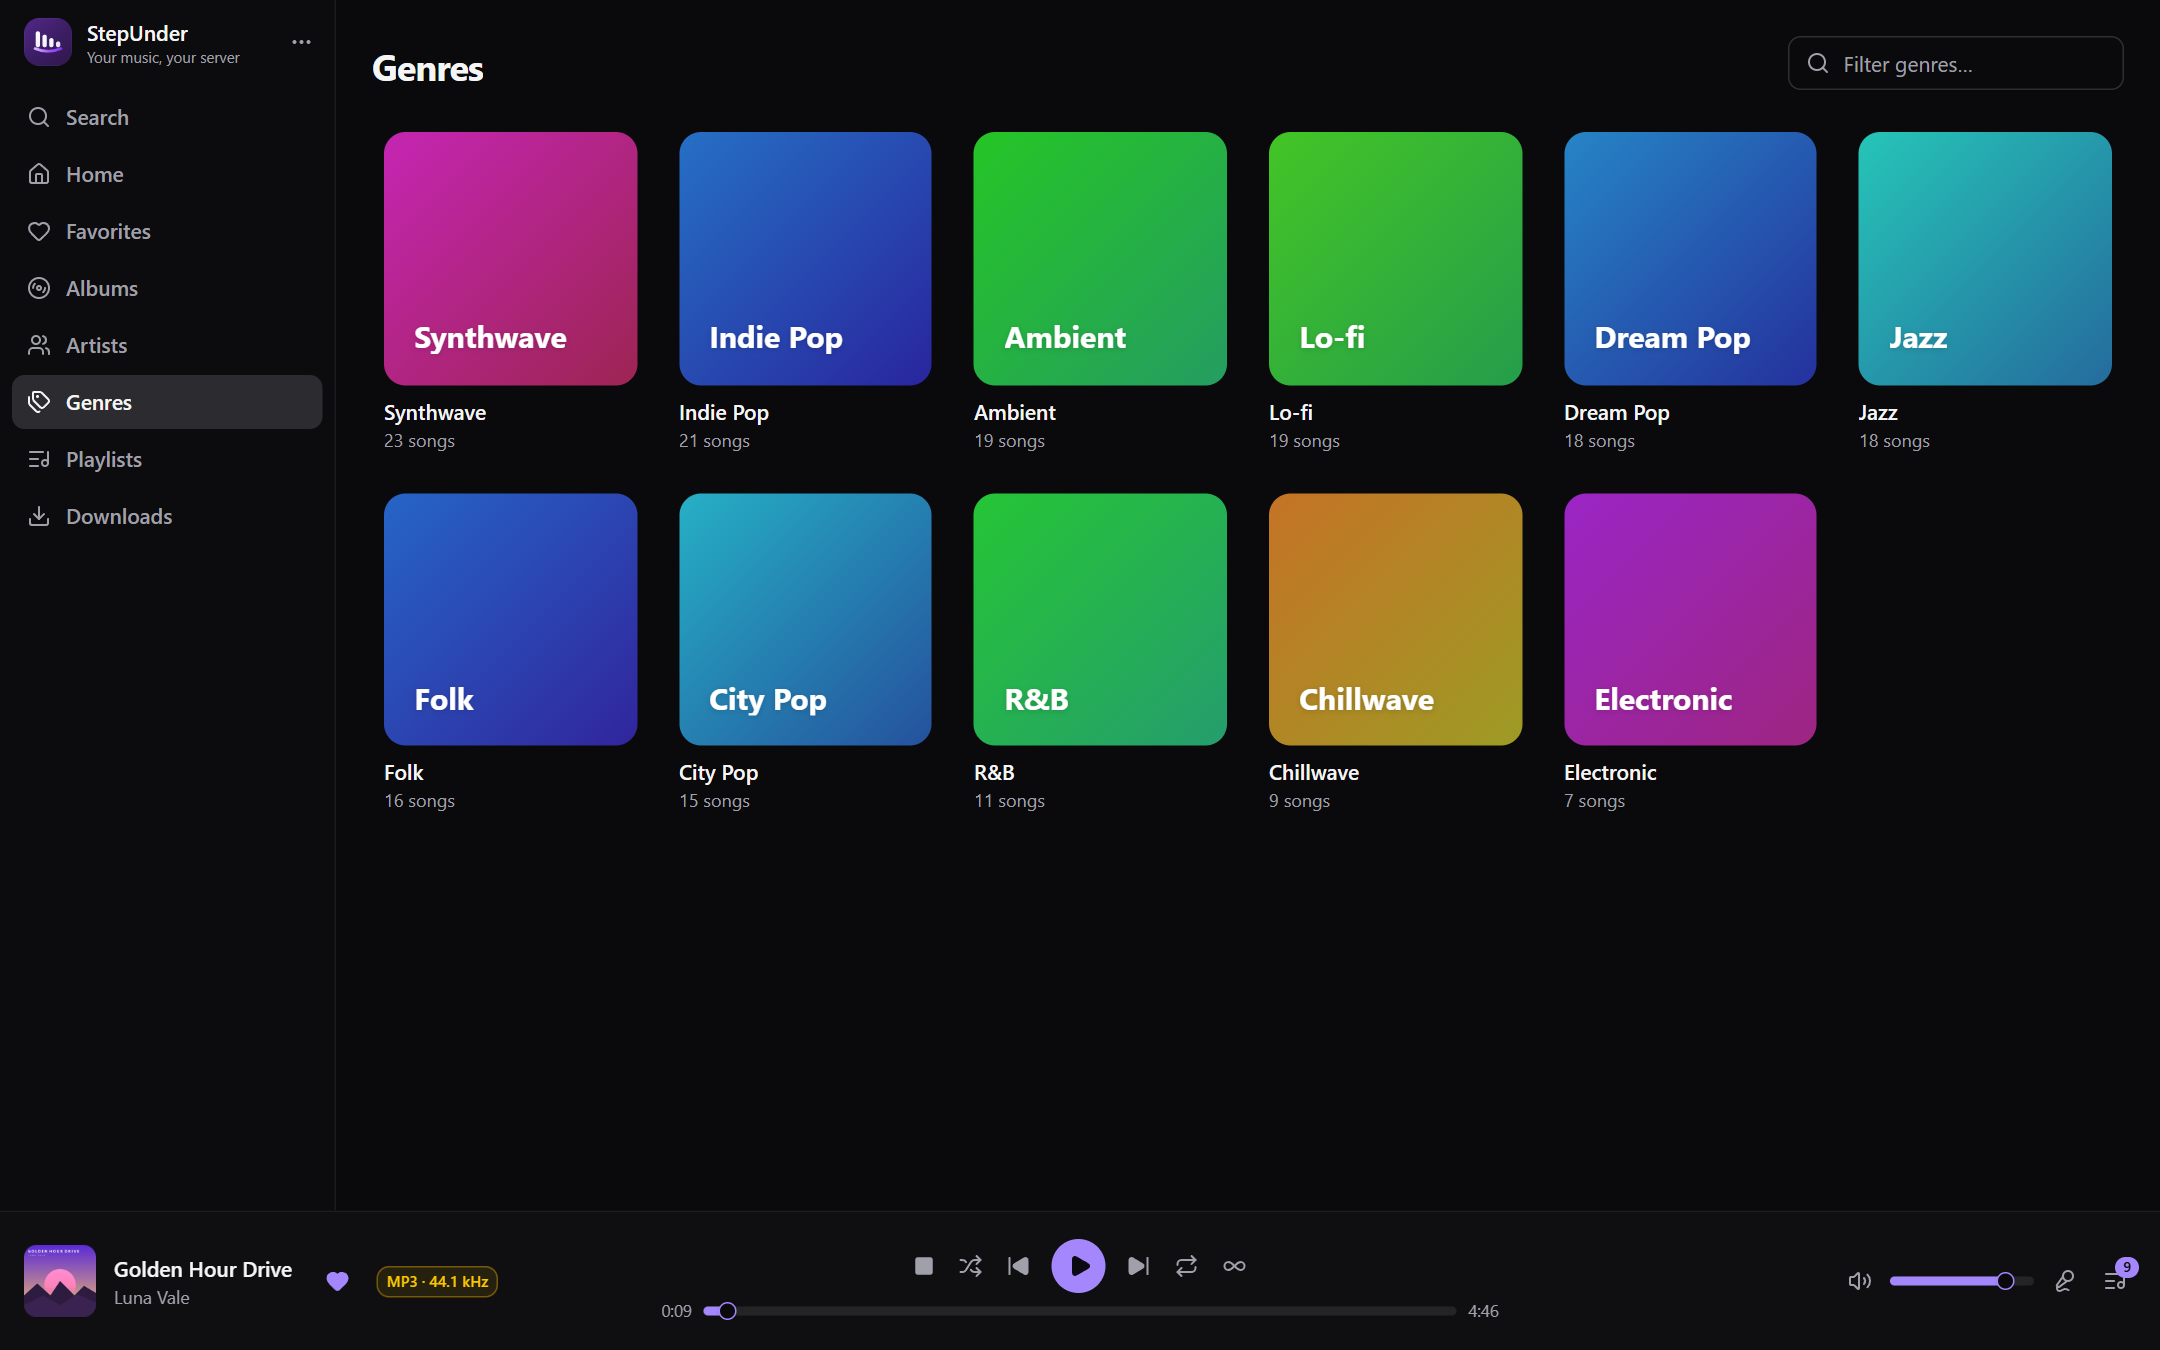 StepUnder
Your music, your server
Search
Home
Favorites
Albums
Artists
Genres
Playlists
Downloads
Genres
Filter genres...
Synthwave
Indie Pop
Ambient
Lo-fi
Dream Pop
Jazz
Synthwave
23 songs
Indie Pop
21 songs
Ambient
19 songs
Lo-fi
19 songs
Dream Pop
18 songs
Jazz
18 songs
Folk
City Pop
R&B
Chillwave
Electronic
Folk
16 songs
City Pop
15 songs
R&B
11 songs
Chillwave
9 songs
Electronic
7 songs
GOLDEN HOUR DRIVE
Golden Hour Drive
Luna Vale
MP3 · 44.1 kHz
0:09
4:46
9